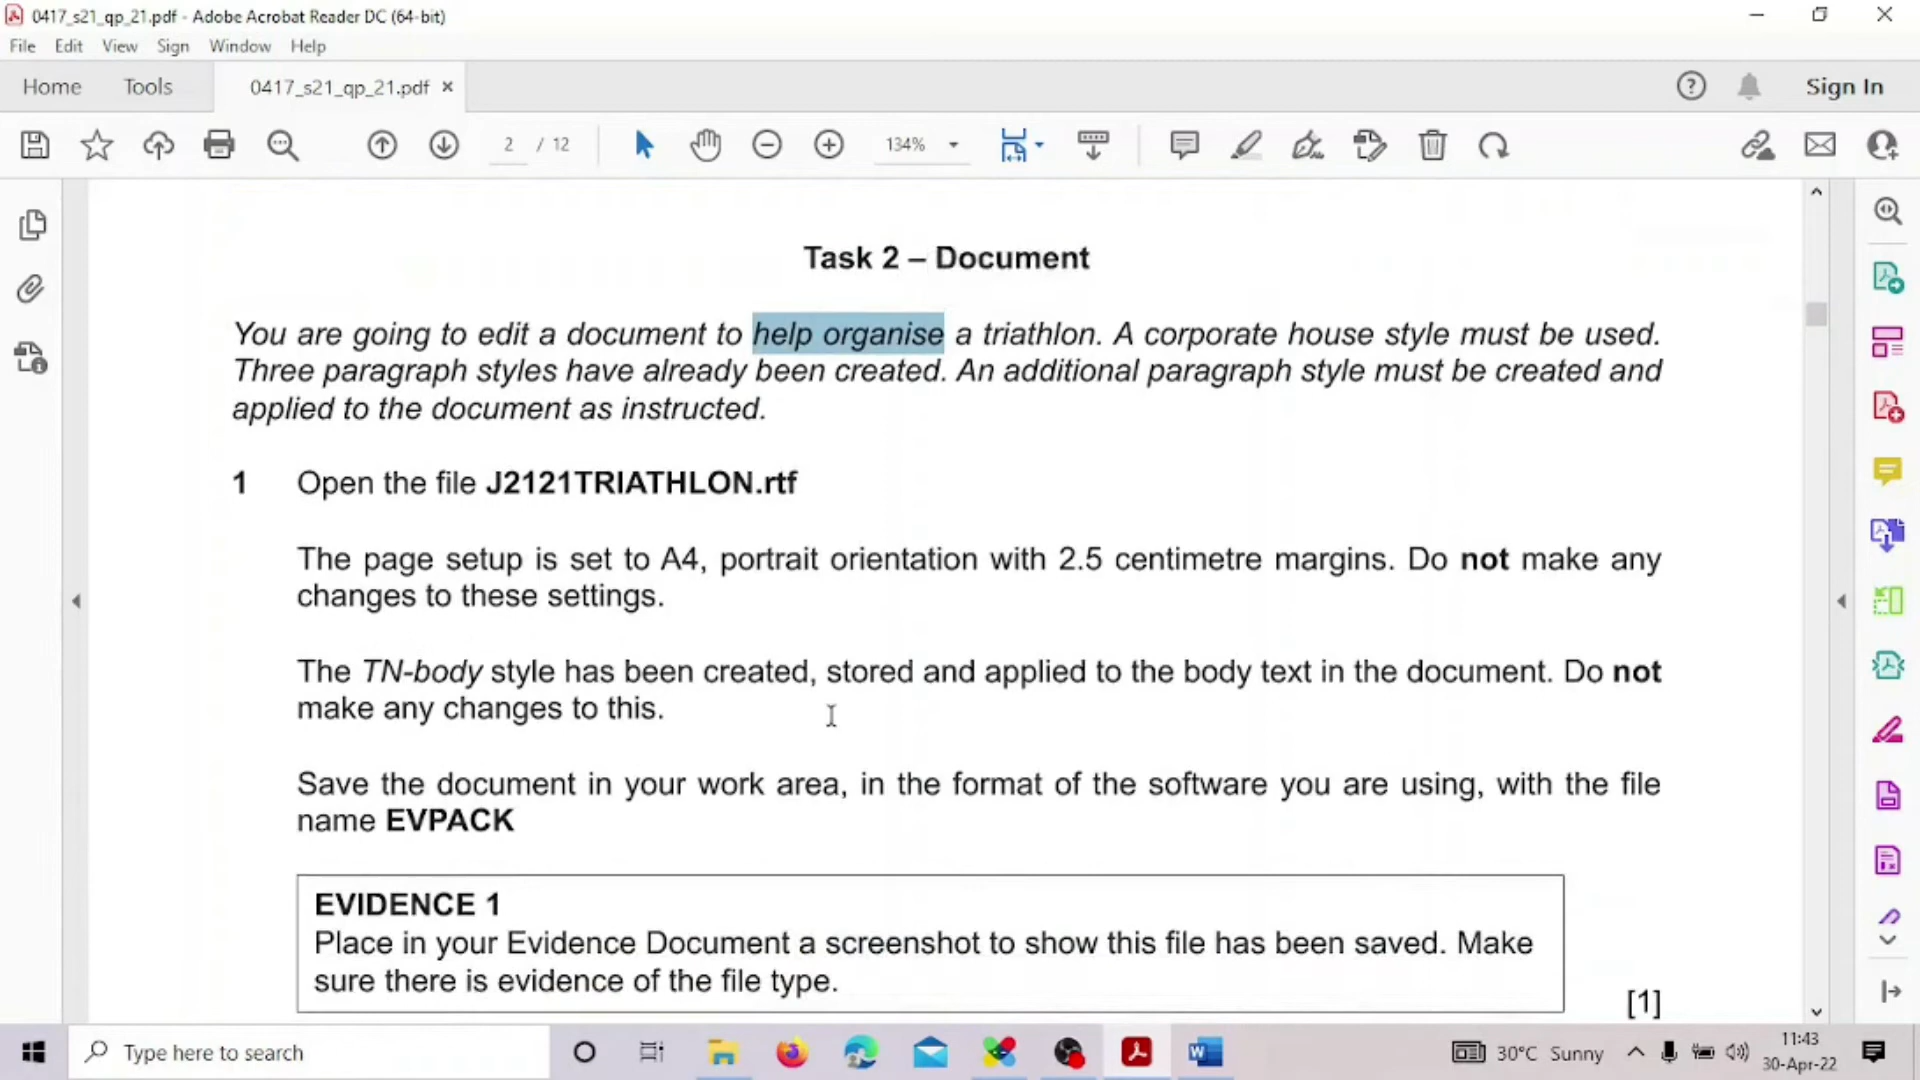 0417_s21_qp_21.pdf - Adobe Acrobat Reader DC (64-bit)
File Edit View Sign Window Help
Home Tools 0417_s21_qp_21.pdf × Sign In
2 / 12 134%
Task 2 – Document
You are going to edit a document to help organise a triathlon. A corporate house style must be used.
Three paragraph styles have already been created. An additional paragraph style must be created and
applied to the document as instructed.
1 Open the file J2121TRIATHLON.rtf
The page setup is set to A4, portrait orientation with 2.5 centimetre margins. Do not make any
changes to these settings.
The TN-body style has been created, stored and applied to the body text in the document. Do not
make any changes to this.
Save the document in your work area, in the format of the software you are using, with the file
name EVPACK
EVIDENCE 1
Place in your Evidence Document a screenshot to show this file has been saved. Make
sure there is evidence of the file type.
[1]
Type here to search
30°C Sunny
11:43
30-Apr-22